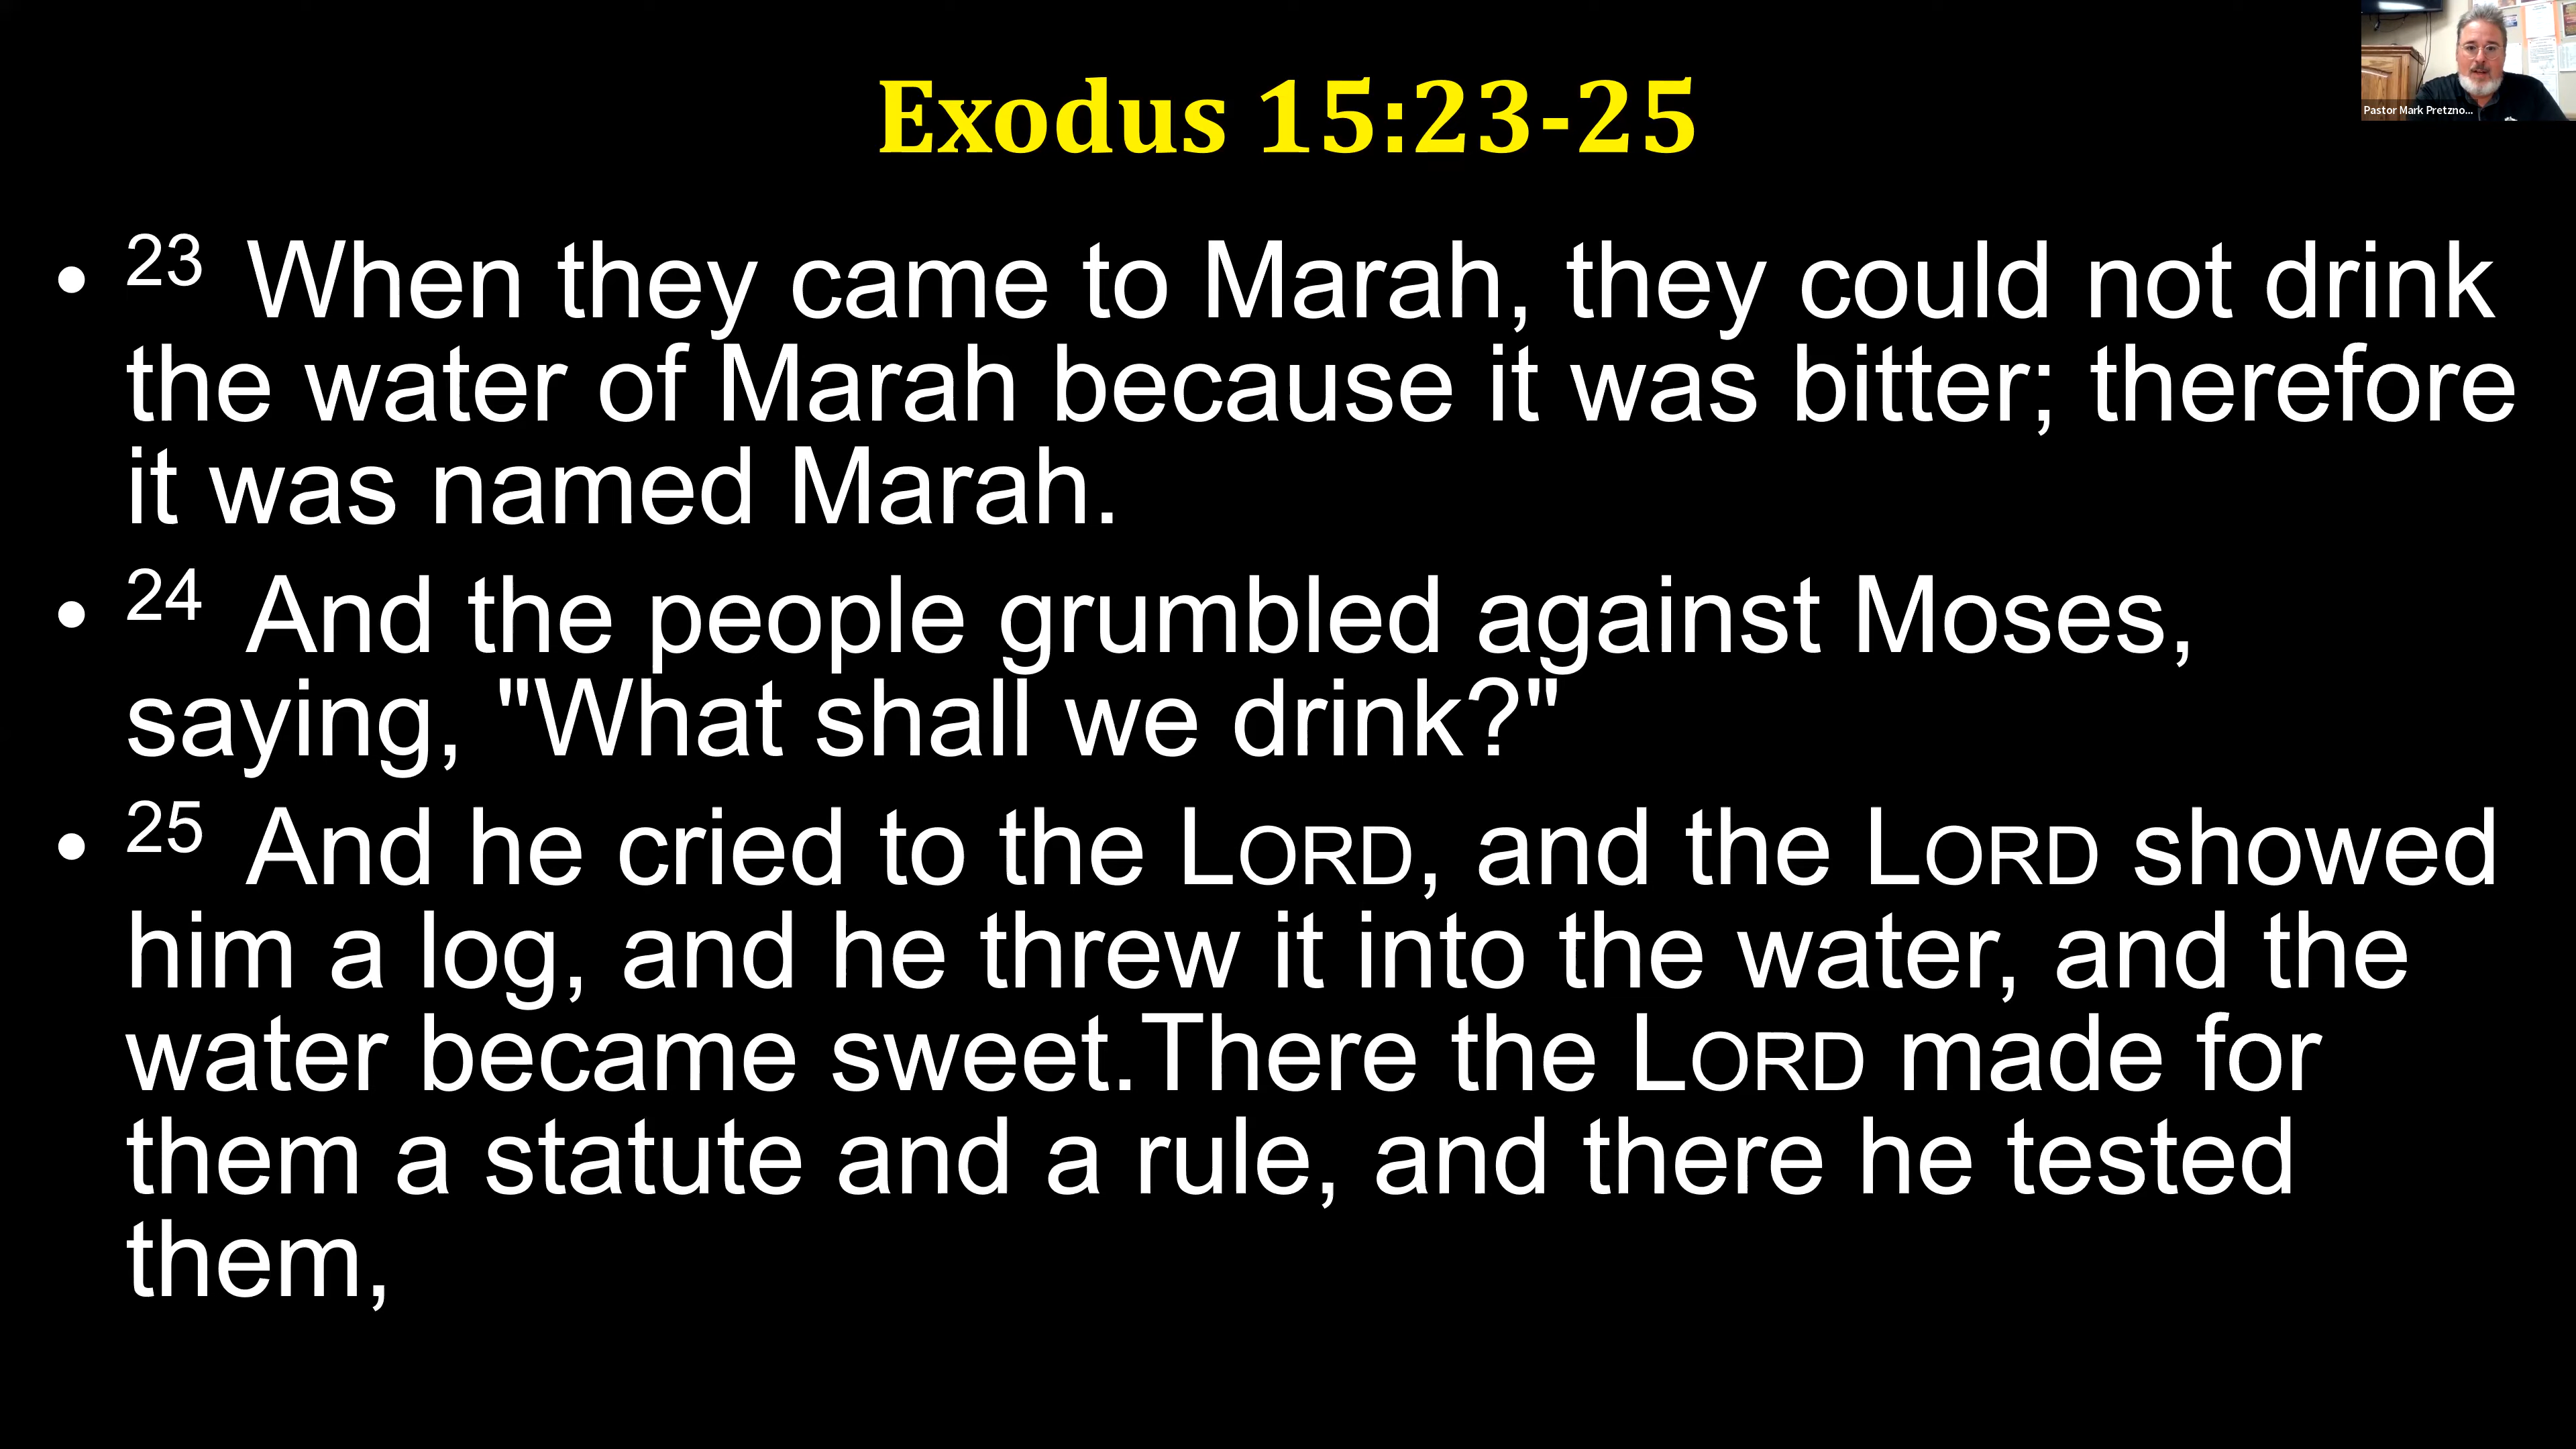 Exodus 15:23-25
Pastor Mark Pretzno...
• 23 When they came to Marah, they could not drink
the water of Marah because it was bitter; therefore
it was named Marah.
• 24 And the people grumbled against Moses,
saying, "What shall we drink?"
• 25 And he cried to the LORD, and the LORD showed
him a log, and he threw it into the water, and the
water became sweet.There the LORD made for
them a statute and a rule, and there he tested
them,